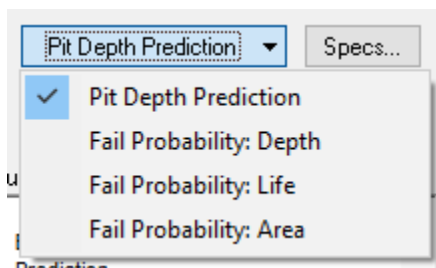 Pit Depth Prediction Specs...
Pit Depth Prediction
Fail Probability: Depth
Fail Probability: Life
Fail Probability: Area